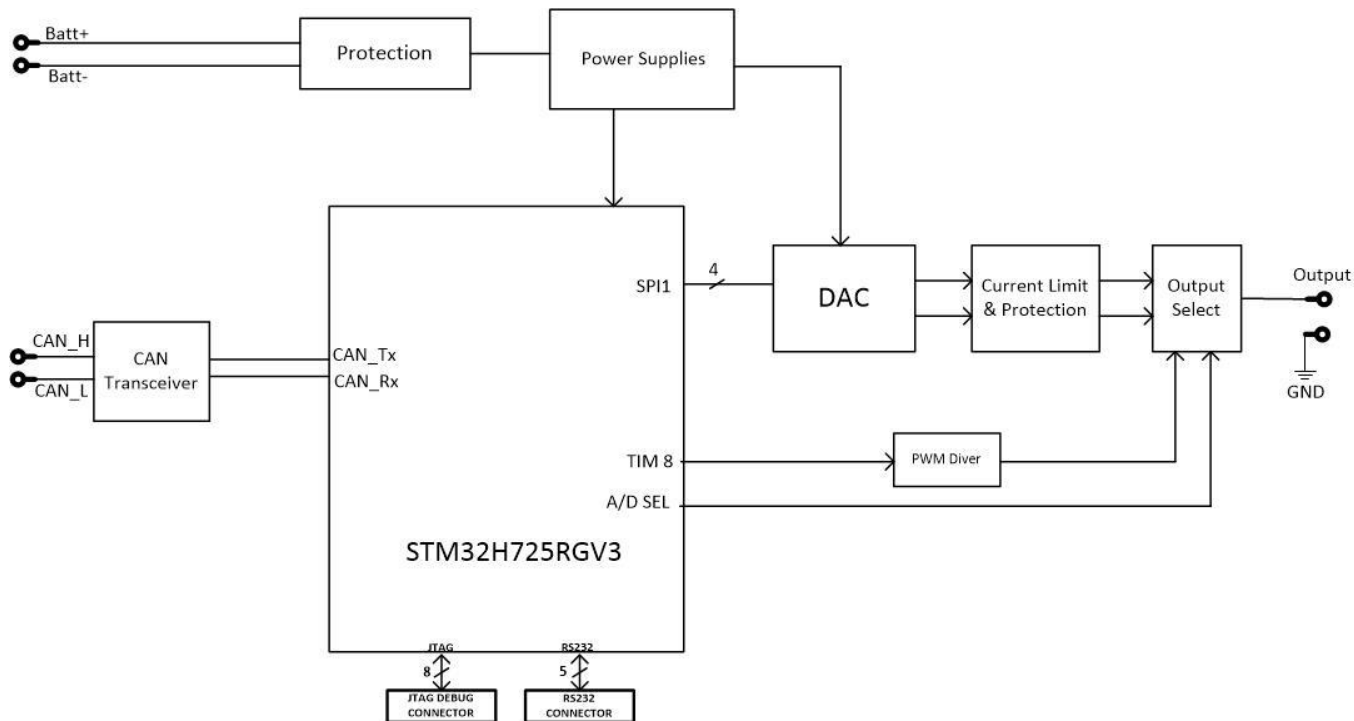 Batt+
Batt-
Protection
Power Supplies
CAN_H
CAN_L
CAN
Transceiver
CAN_Tx
CAN_Rx
SPI1
4
DAC
Current Limit
& Protection
Output
Select
Output
GND
TIM 8
PWM Diver
A/D SEL
STM32H725RGV3
JTAG
RS232
8
5
JTAG DEBUG
CONNECTOR
RS232
CONNECTOR